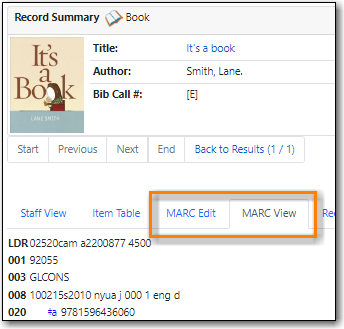 Record Summary Book
It's
a
Book
LANE SMITH
Title: It's a book
Author: Smith, Lane.
Bib Call #: [E]
Start Previous Next End Back to Results (1 / 1)
Staff View Item Table MARC Edit MARC View
LDR 02520cam a2200877 4500
001 92055
003 GLCONS
008 100215s2010 nyua j 000 1 eng d
020 ‡a 9781596436060